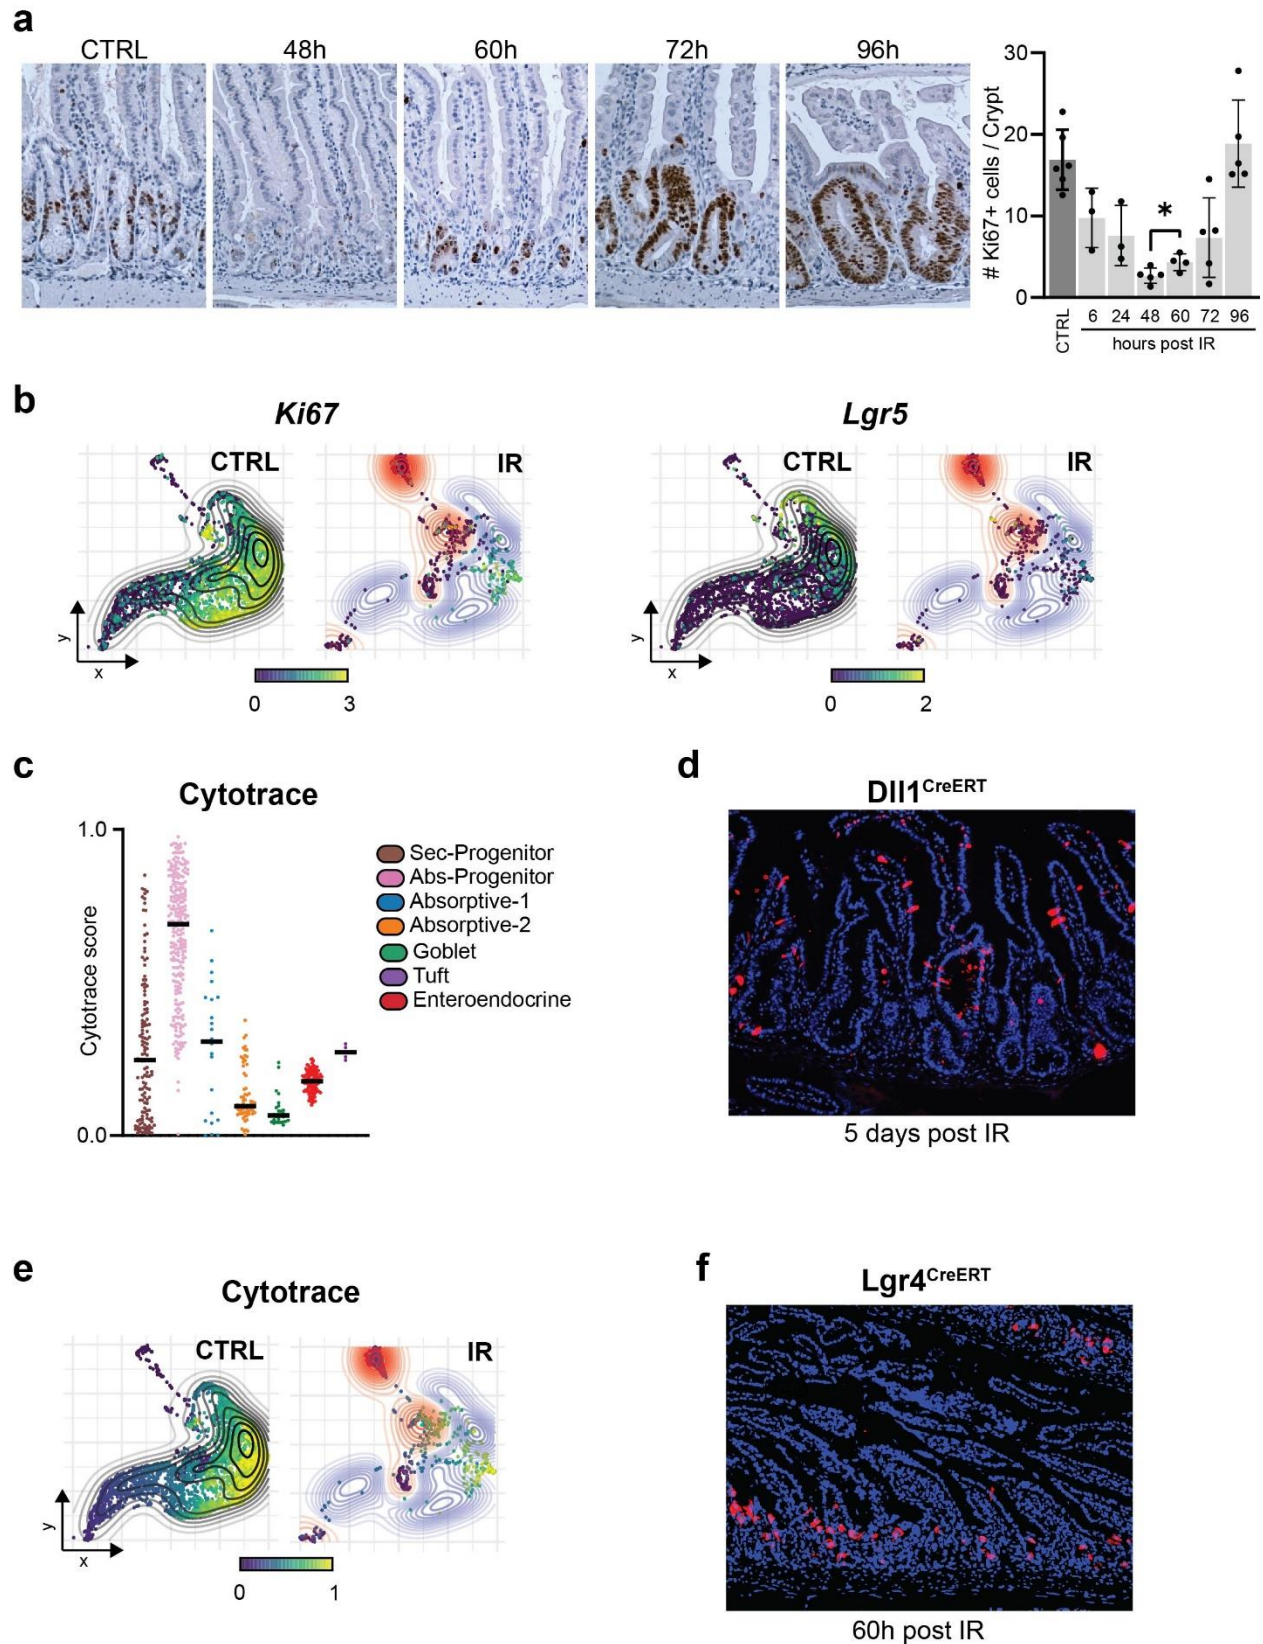 a
CTRL
48h
60h
72h
96h
30
20
10
0
# Ki67+ cells / Crypt
*
CTRL
6
24
48
60
72
96
hours post IR
b
Ki67
CTRL
IR
y
x
0
3
Lgr5
CTRL
IR
y
x
0
2
c
Cytotrace
1.0
0.0
Cytotrace score
Sec-Progenitor
Abs-Progenitor
Absorptive-1
Absorptive-2
Goblet
Tuft
Enteroendocrine
d
Dll1CreERT
5 days post IR
e
Cytotrace
CTRL
IR
y
x
0
1
f
Lgr4CreERT
60h post IR